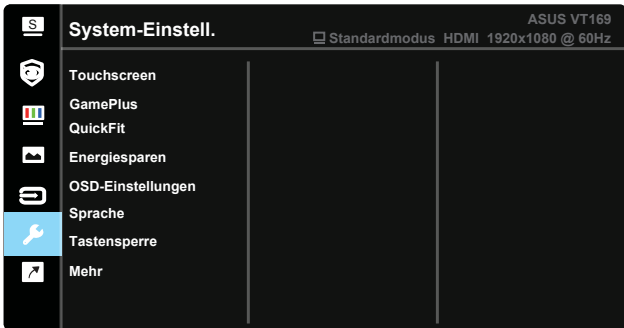 S
System-Einstell.
ASUS VT169
Standardmodus HDMI 1920x1080 @ 60Hz
Touchscreen
GamePlus
QuickFit
Energiesparen
OSD-Einstellungen
Sprache
Tastensperre
Mehr